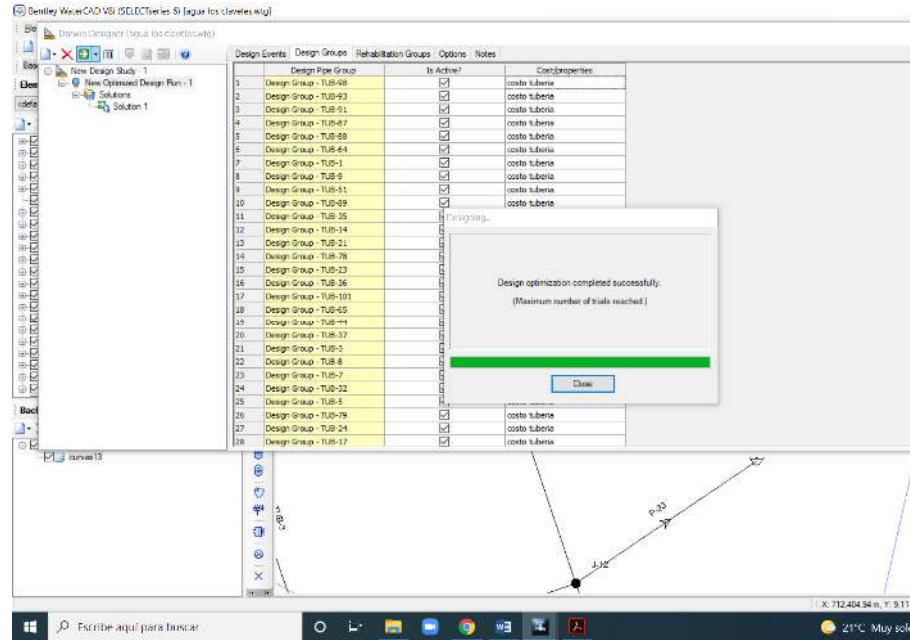 Bentley WaterCAD V8i (SELECTseries 6) [agua los claveles.wtg]
Darwin Designer (agua los claveles.wtg)
New Design Study - 1
New Optimized Design Run - 1
Solutions
Solution 1
Design Events Design Groups Rehabilitation Groups Options Notes
Design Pipe Group Is Active? Cost/properties
1 Design Group - TUB-98 costo tuberia
2 Design Group - TUB-93 costo tuberia
3 Design Group - TUB-91 costo tuberia
4 Design Group - TUB-87 costo tuberia
5 Design Group - TUB-88 costo tuberia
6 Design Group - TUB-64 costo tuberia
7 Design Group - TUB-1 costo tuberia
8 Design Group - TUB-9 costo tuberia
9 Design Group - TUB-51 costo tuberia
10 Design Group - TUB-89 costo tuberia
11 Design Group - TUB-35
12 Design Group - TUB-14
13 Design Group - TUB-21
14 Design Group - TUB-78
15 Design Group - TUB-23
16 Design Group - TUB-36
17 Design Group - TUB-101
18 Design Group - TUB-65
19 Design Group - TUB-44
20 Design Group - TUB-37
21 Design Group - TUB-3
22 Design Group - TUB-8
23 Design Group - TUB-7
24 Design Group - TUB-32
25 Design Group - TUB-5
26 Design Group - TUB-79 costo tuberia
27 Design Group - TUB-24 costo tuberia
28 Design Group - TUB-17 costo tuberia
Designing...
Design optimization completed successfully.
(Maximum number of trials reached.)
Close
curvas13
P-23
J-12
X: 712,404.94 m, Y: 9,11
Escribe aquí para buscar
21°C Muy sole